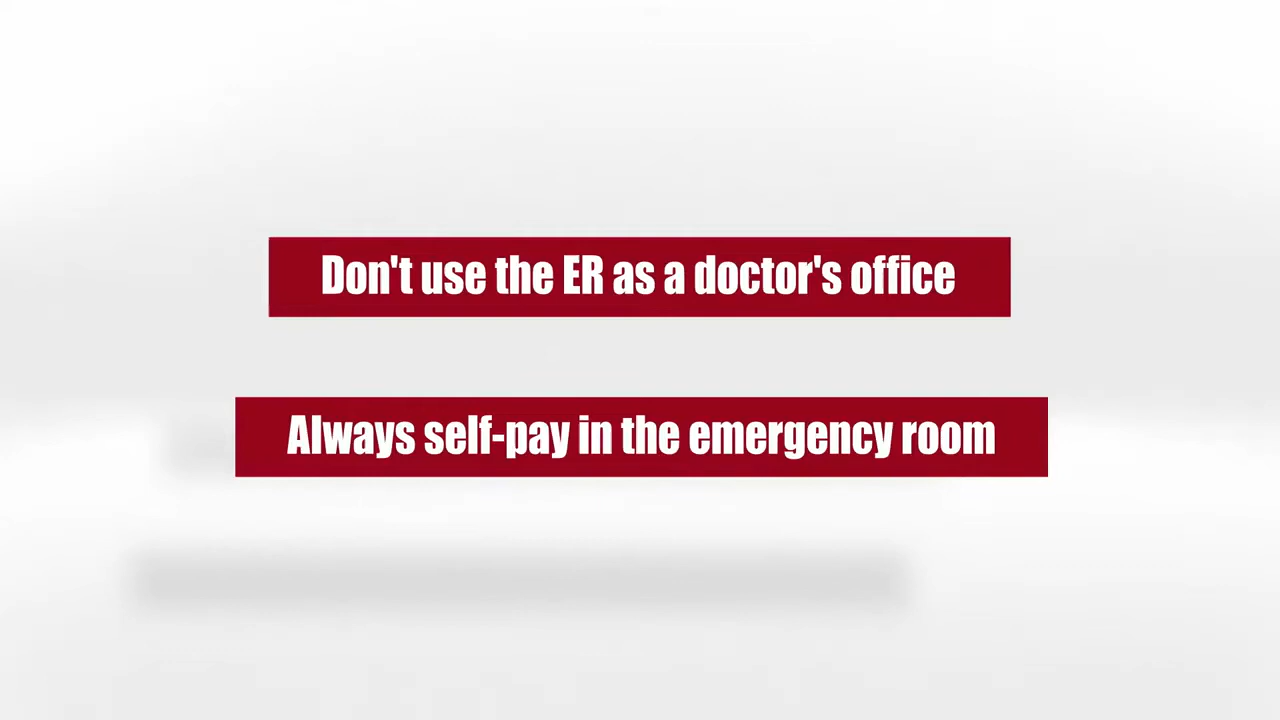 Don't use the ER as a doctor's office
Always self-pay in the emergency room